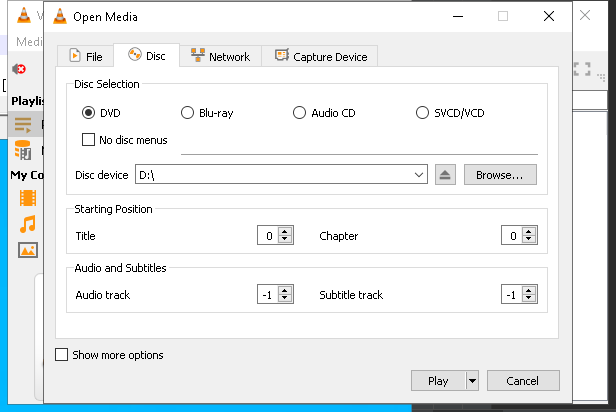 Open Media
Medi
File
Disc
Network
Capture Device
Playlis
My Co
Disc Selection
DVD
Blu-ray
Audio CD
SVCD/VCD
No disc menus
Disc device
D:\
Browse...
Starting Position
Title
0
Chapter
0
Audio and Subtitles
Audio track
-1
Subtitle track
-1
Show more options
Play
Cancel